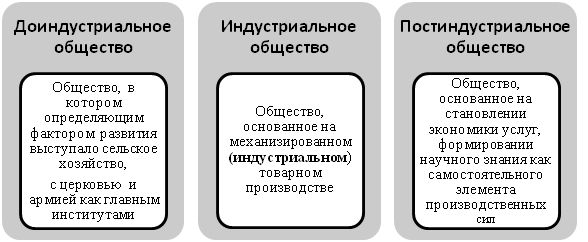 Доиндустриальное
общество
Общество, в
котором
определяющим
фактором развития
выступало сельское
хозяйство,
с церковью и
армией как главным
институтами
Индустриальное
общество
Общество,
основанное на
механизированном
(индустриальном)
товарном
производстве
Постиндустриальное
общество
Общество,
основанное на
становлении
экономики услуг,
формировании
научного знания как
самостоятельного
элемента
производственных
сил